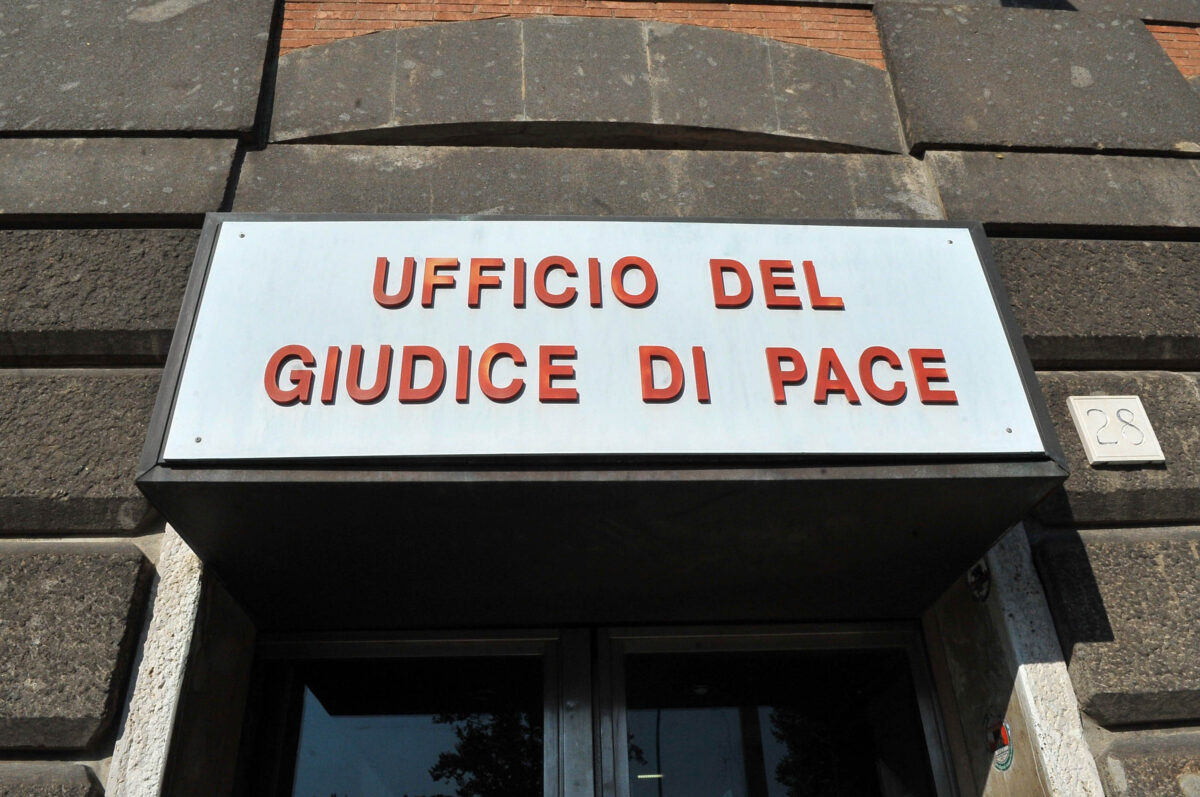 UFFICIO DEL
GIUDICE DI PACE
28